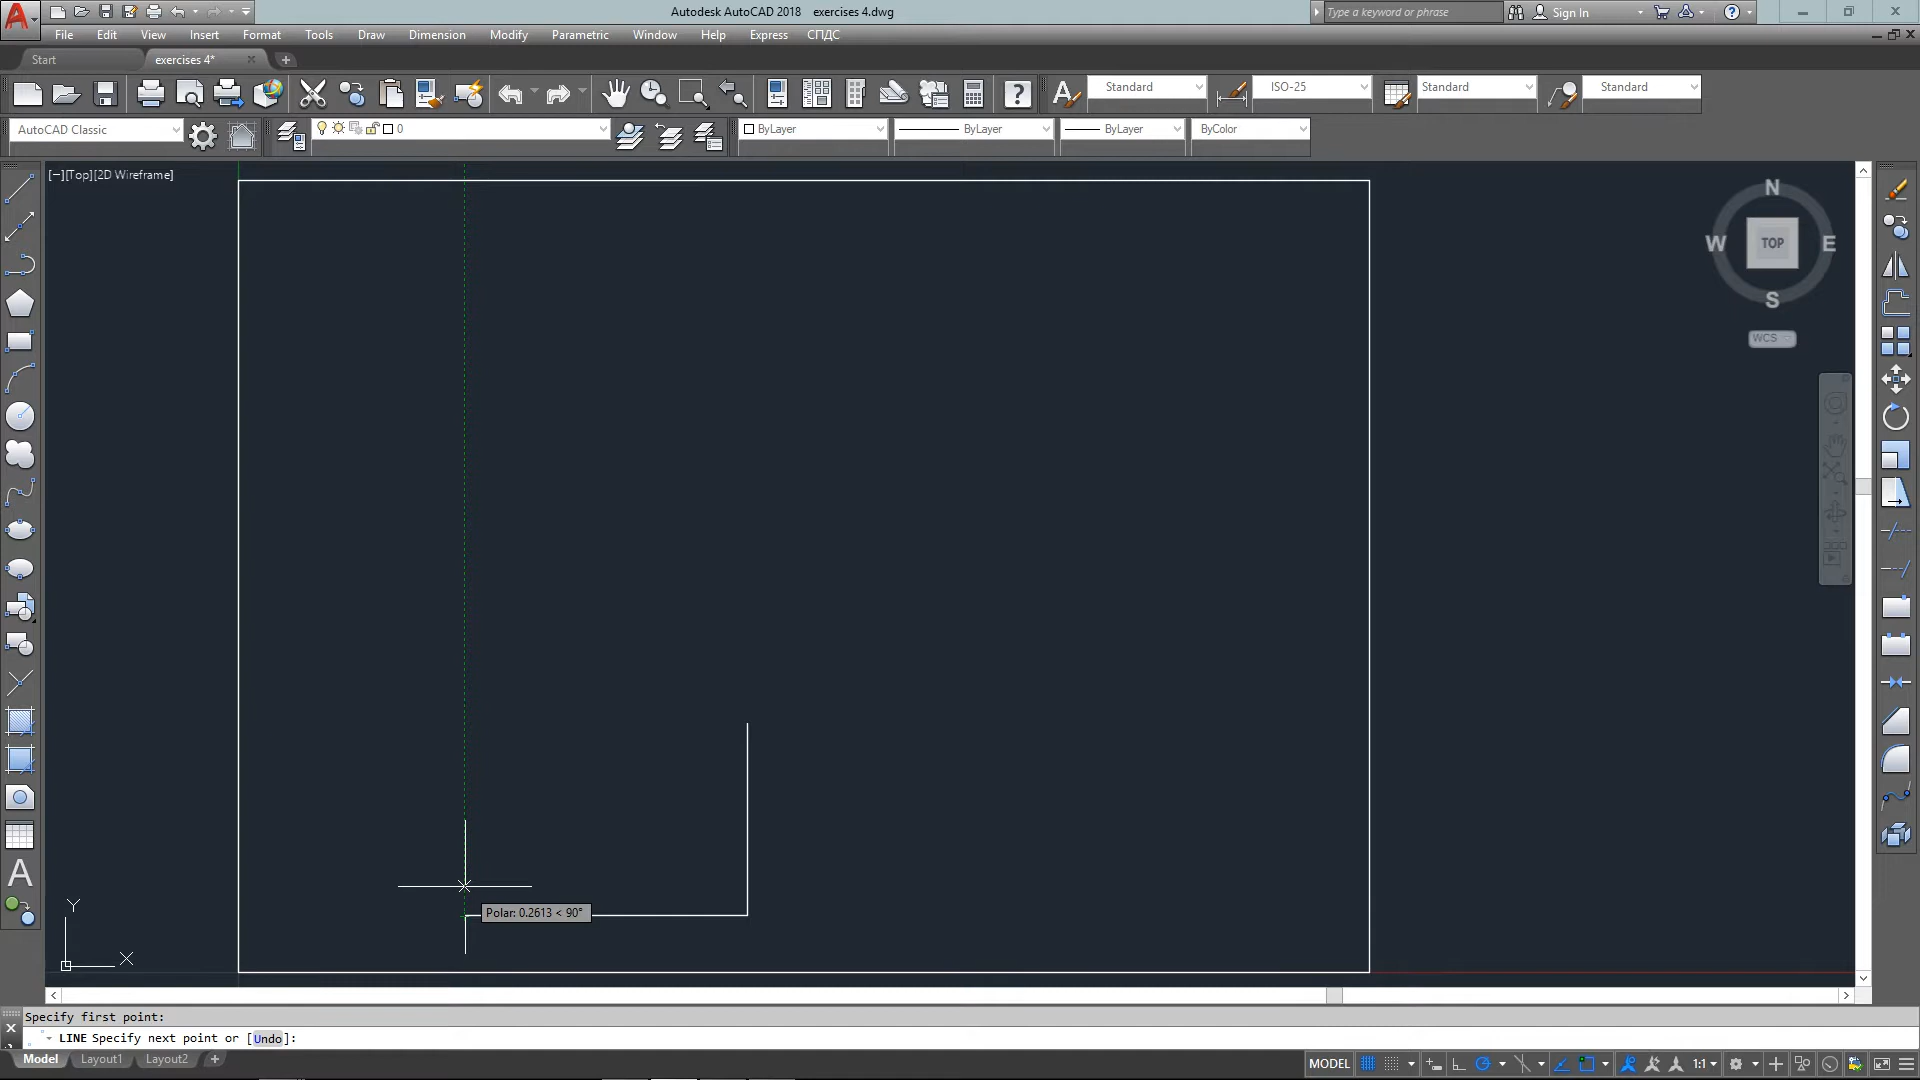 Autodesk AutoCAD 2018 exercises 4.dwg
Type a keyword or phrase
Sign In
File Edit View Insert Format Tools Draw Dimension Modify Parametric Window Help Express СПДС
Start exercises 4*
Standard ISO-25 Standard Standard
AutoCAD Classic 0 ByLayer ByLayer ByLayer ByColor
[−][Top][2D Wireframe]
N
W TOP E
S
WCS
Polar: 0.2613 < 90°
Y
X
Specify first point:
LINE Specify next point or [Undo]:
Model Layout1 Layout2 +
MODEL 1:1